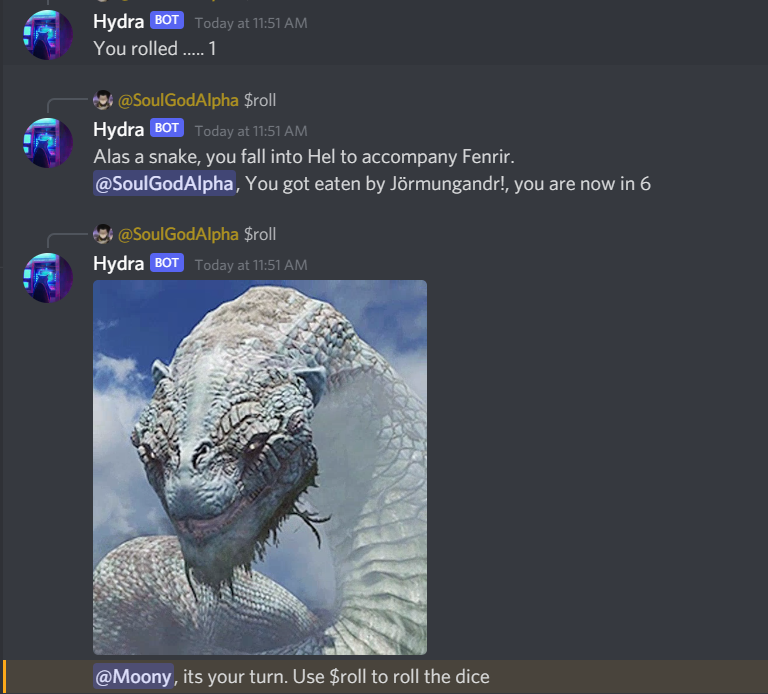 Hydra BOT Today at 11:51 AM
You rolled ..... 1
@SoulGodAlpha $roll
Hydra BOT Today at 11:51 AM
Alas a snake, you fall into Hel to accompany Fenrir.
@SoulGodAlpha, You got eaten by Jörmungandr!, you are now in 6
@SoulGodAlpha $roll
Hydra BOT Today at 11:51 AM
@Moony, its your turn. Use $roll to roll the dice